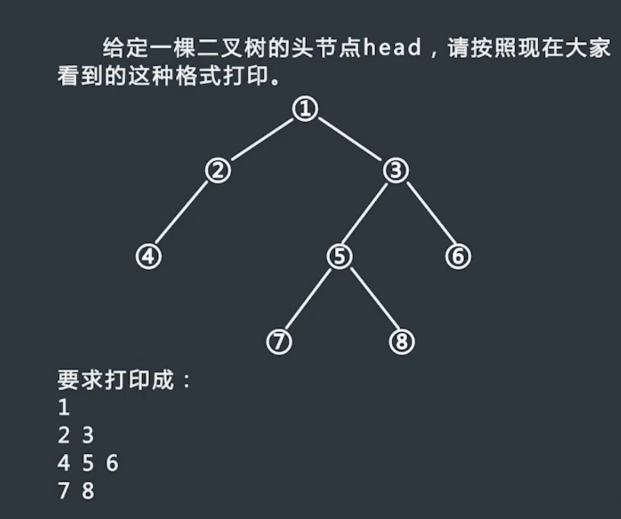 给定一棵二叉树的头节点head，请按照现在大家
看到的这种格式打印。
①
② ③
④ ⑤ ⑥
⑦ ⑧
要求打印成：
1
2 3
4 5 6
7 8